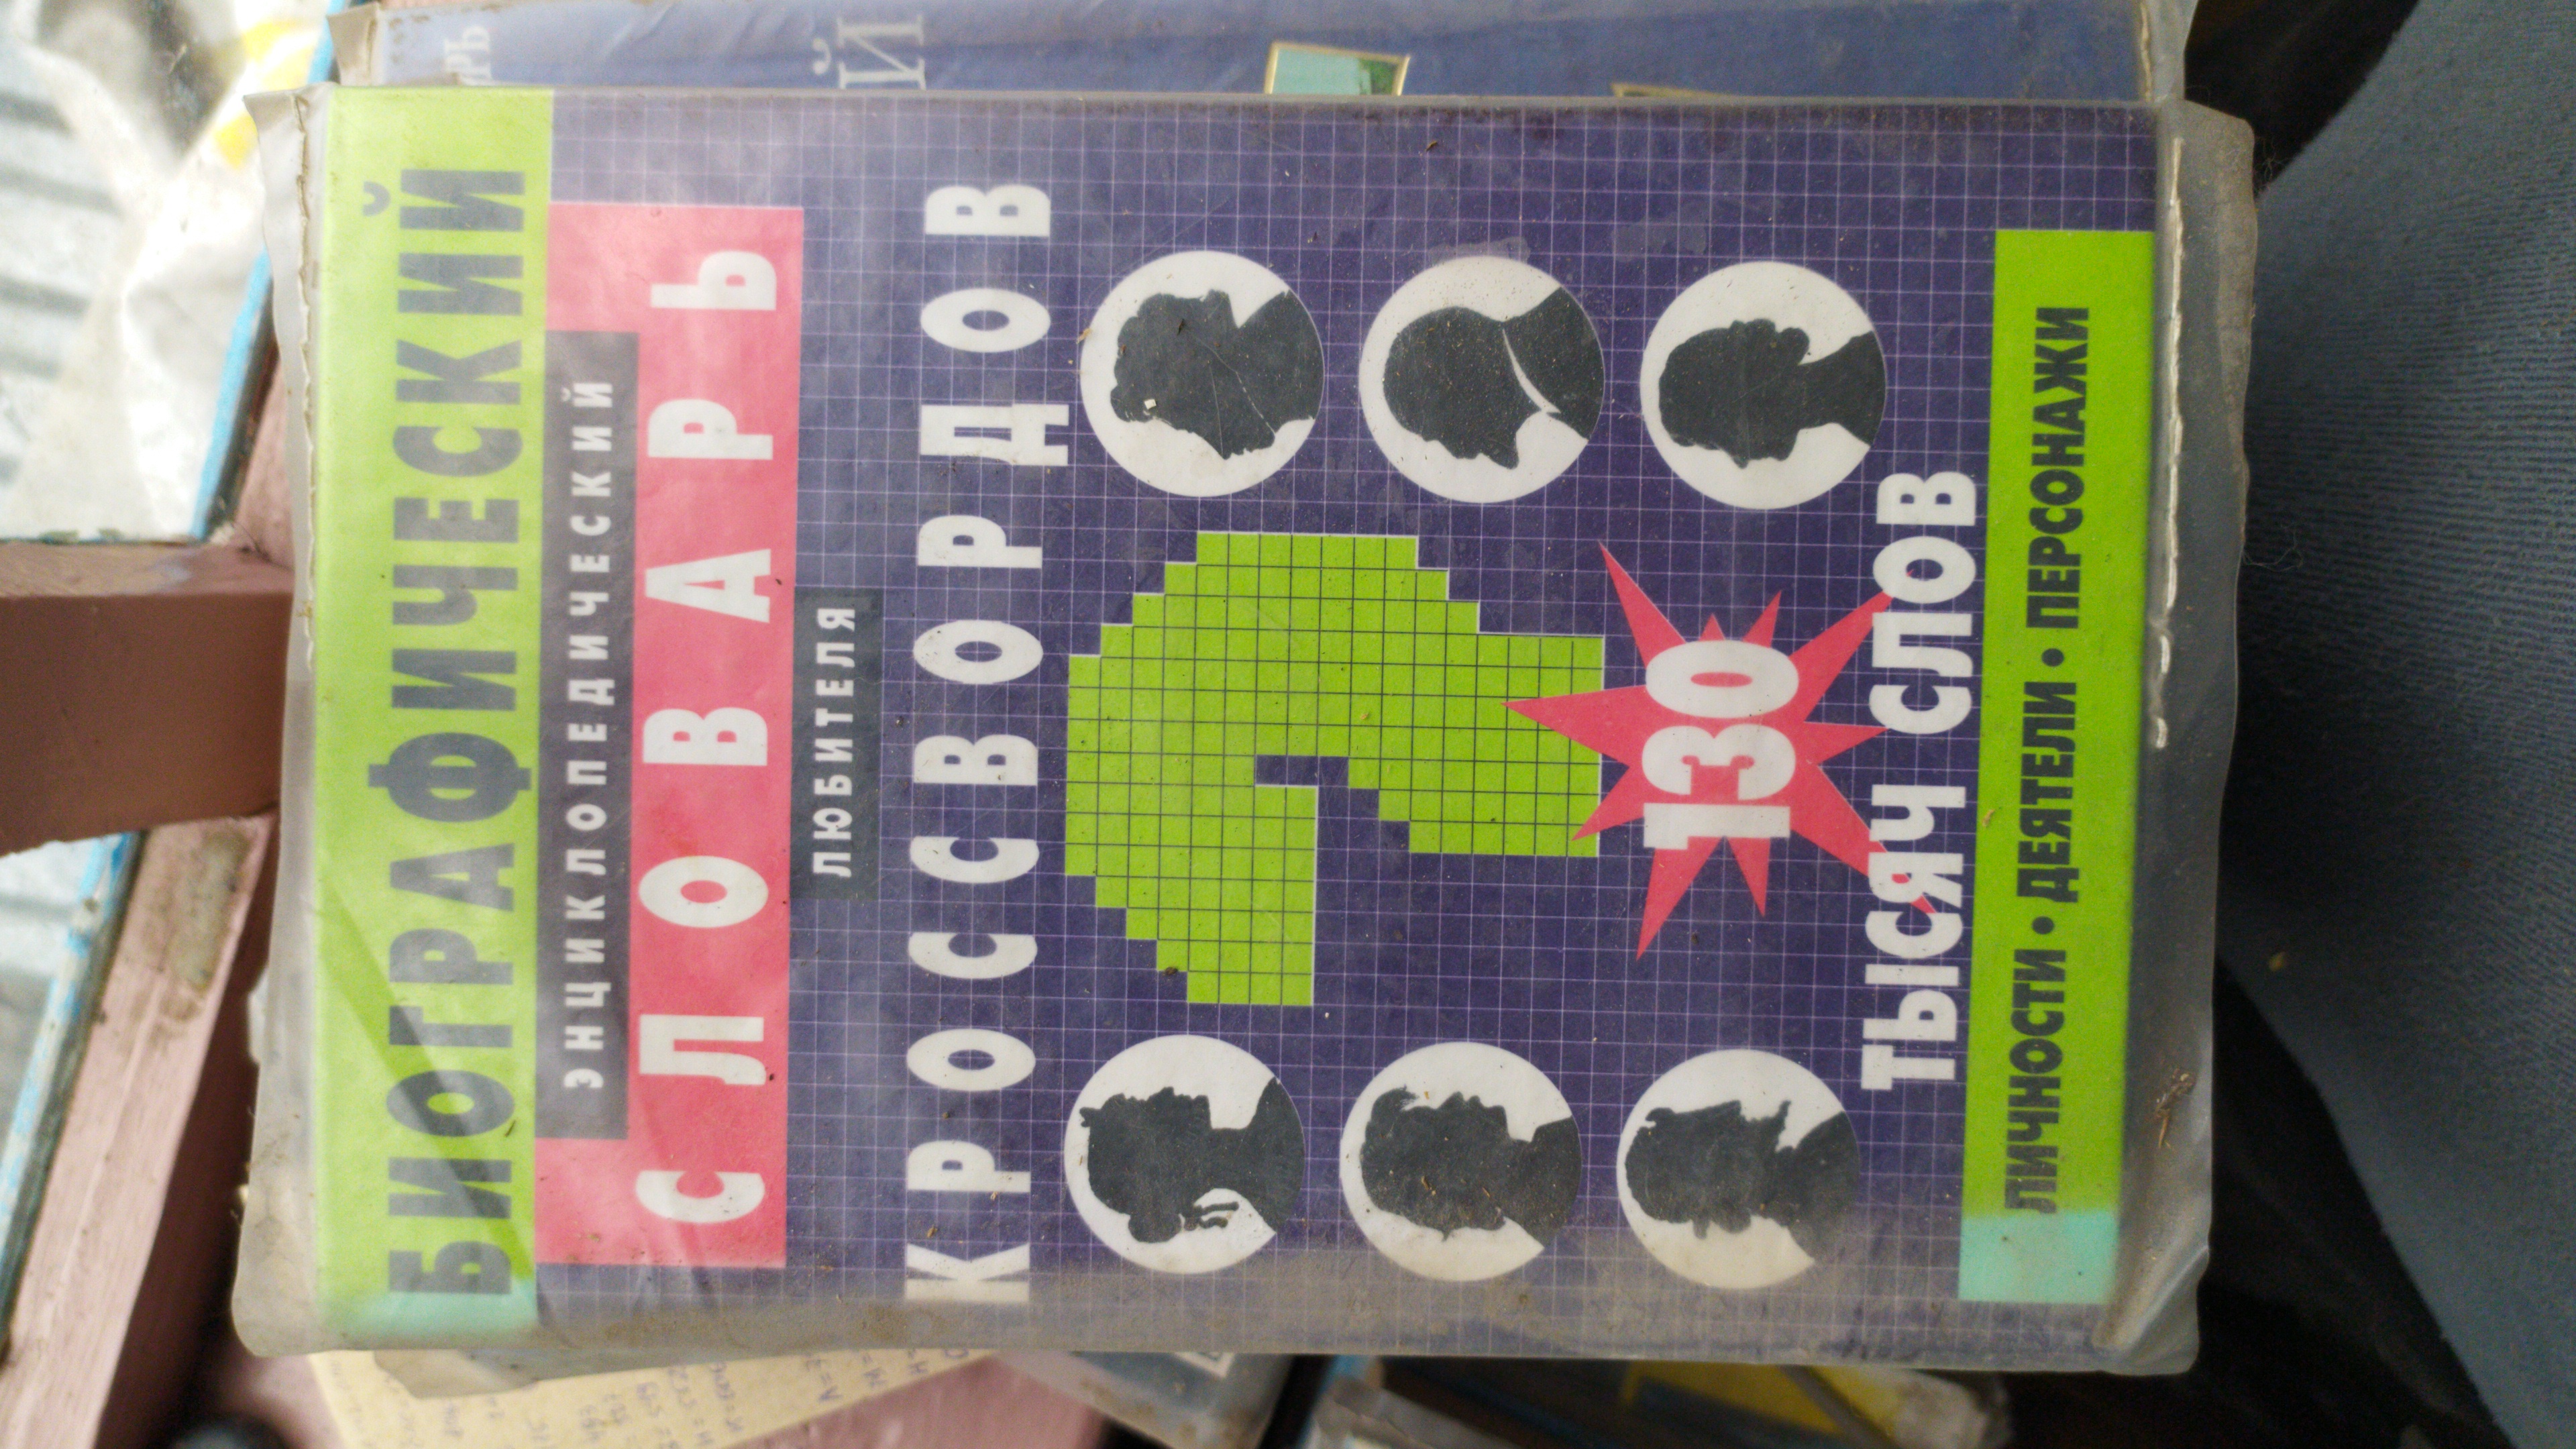 БИОГРАФИЧЕСКИЙ
ЭНЦИКЛОПЕДИЧЕСКИЙ
СЛОВАРЬ
ЛЮБИТЕЛЯ
КРОССВОРДОВ
130
ТЫСЯЧ СЛОВ
ЛИЧНОСТИ • ДЕЯТЕЛИ • ПЕРСОНАЖИ